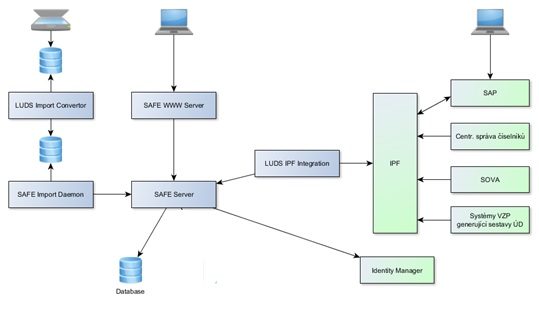 SAP
LUDS Import Convertor
SAFE WWW Server
Centr. správa číselníků
LUDS IPF Integration
IPF
SOVA
SAFE Import Daemon
SAFE Server
Systémy VZP
generující sestavy ÚD
Identity Manager
Database